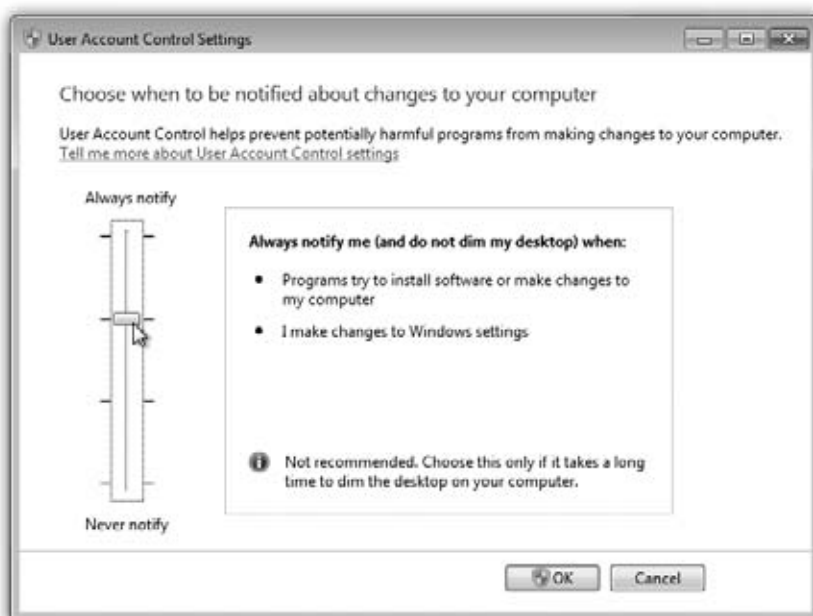 User Account Control Settings
Choose when to be notified about changes to your computer
User Account Control helps prevent potentially harmful programs from making changes to your computer.
Tell me more about User Account Control settings
Always notify
Always notify me (and do not dim my desktop) when:
• Programs try to install software or make changes to
my computer
• I make changes to Windows settings
Not recommended. Choose this only if it takes a long
time to dim the desktop on your computer.
Never notify
OK
Cancel